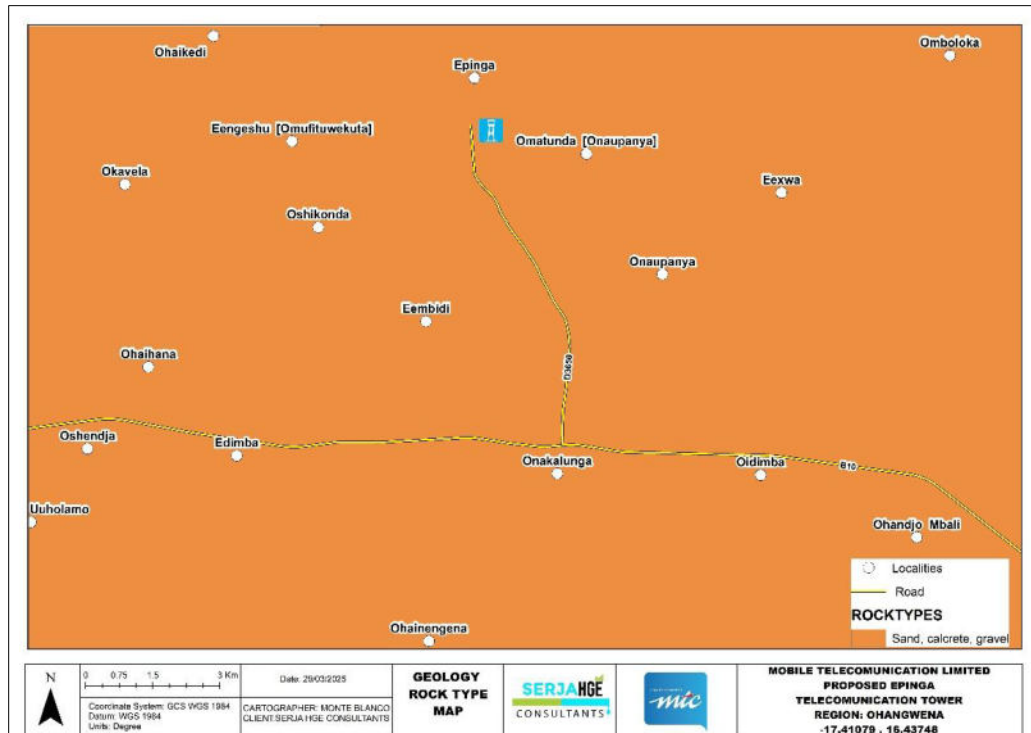 Ohaikedi
Omboloka
Epinga
Eengeshu [Omufituwekuta]
Omatunda [Onaupanya]
Okavela
Eexwa
Oshikonda
Onaupanya
Eembidi
Ohaihana
D3650
Oshendja
Edimba
Onakalunga
Oidimba
B10
Uuholamo
Ohandjo Mbali
Ohainengena
Localities
Road
ROCKTYPES
Sand, calcrete, gravel
N
0 0.75 1.5 3 Km
Coordinate System: GCS WGS 1984
Datum: WGS 1984
Units: Degree
Date: 29/03/2025
CARTOGRAPHER: MONTE BLANCO
CLIENT:SERJA HGE CONSULTANTS
GEOLOGY
ROCK TYPE
MAP
SERJAHGE
CONSULTANTS
mtc
MOBILE TELECOMMUNICATION LIMITED
PROPOSED EPINGA
TELECOMUNICATION TOWER
REGION: OHANGWENA
-17.41079 , 16.43748